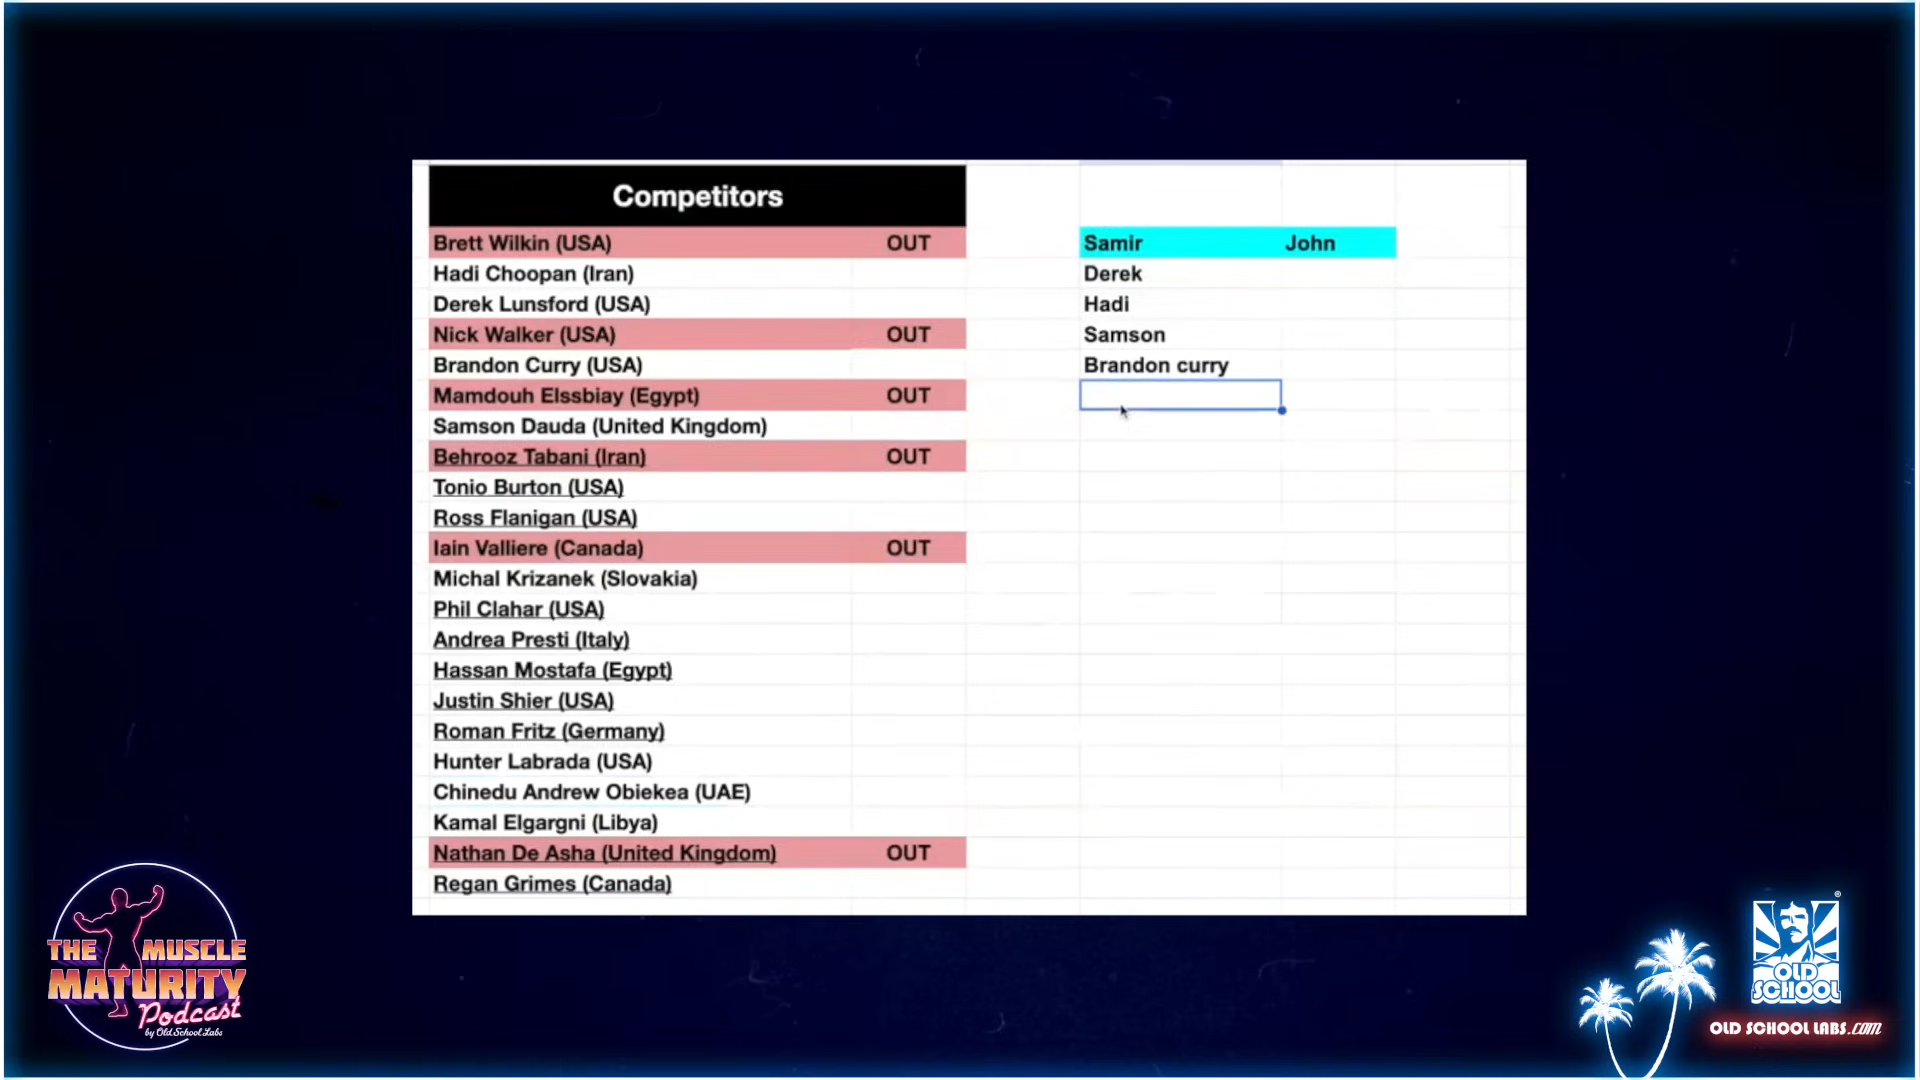 Competitors
Brett Wilkin (USA) OUT
Hadi Choopan (Iran)
Derek Lunsford (USA)
Nick Walker (USA) OUT
Brandon Curry (USA)
Mamdouh Elssbiay (Egypt) OUT
Samson Dauda (United Kingdom)
Behrooz Tabani (Iran) OUT
Tonio Burton (USA)
Ross Flanigan (USA)
Iain Valliere (Canada) OUT
Michal Krizanek (Slovakia)
Phil Clahar (USA)
Andrea Presti (Italy)
Hassan Mostafa (Egypt)
Justin Shier (USA)
Roman Fritz (Germany)
Hunter Labrada (USA)
Chinedu Andrew Obiekea (UAE)
Kamal Elgargni (Libya)
Nathan De Asha (United Kingdom) OUT
Regan Grimes (Canada)
Samir John
Derek
Hadi
Samson
Brandon curry
THE MUSCLE
MATURITY
Podcast
by Old School Labs
®
OLD
SCHOOL
OLD SCHOOL LABS.COM